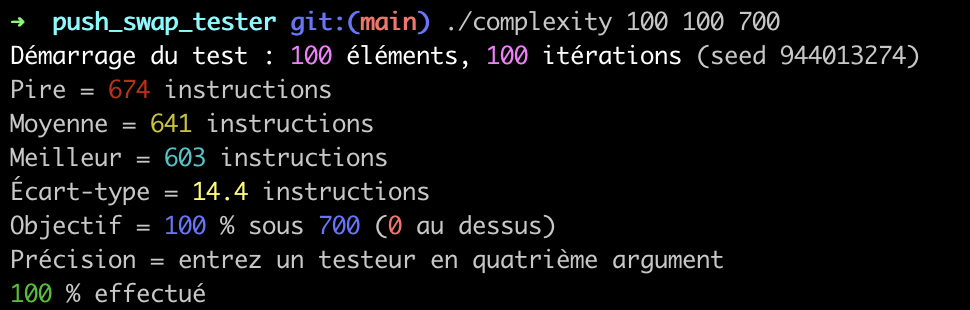 ➜  push_swap_tester git:(main) ./complexity 100 100 700
Démarrage du test : 100 éléments, 100 itérations (seed 944013274)
Pire = 674 instructions
Moyenne = 641 instructions
Meilleur = 603 instructions
Écart-type = 14.4 instructions
Objectif = 100 % sous 700 (0 au dessus)
Précision = entrez un testeur en quatrième argument
100 % effectué